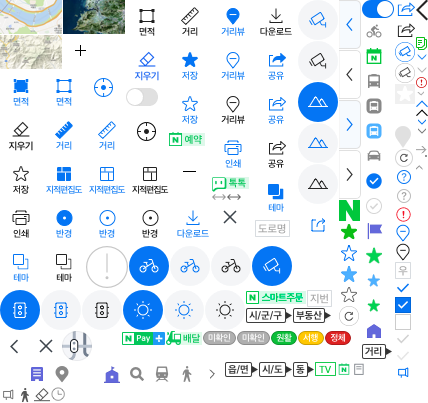 면적 거리 거리뷰 다운로드
지우기 저장 거리뷰 공유
면적 면적 저장 거리뷰 공유
N 예약
지우기 거리 거리 인쇄 공유
저장 지적편집도 지적편집도 지적편집도 톡톡
테마
인쇄 반경 반경 반경 다운로드 도로명
N
테마 테마
우
N 스마트주문 지번
시/군/구 부동산
N Pay + 배달 미확인 미확인 원활 서행 정체
거리
읍/면 시/도 동 TV N